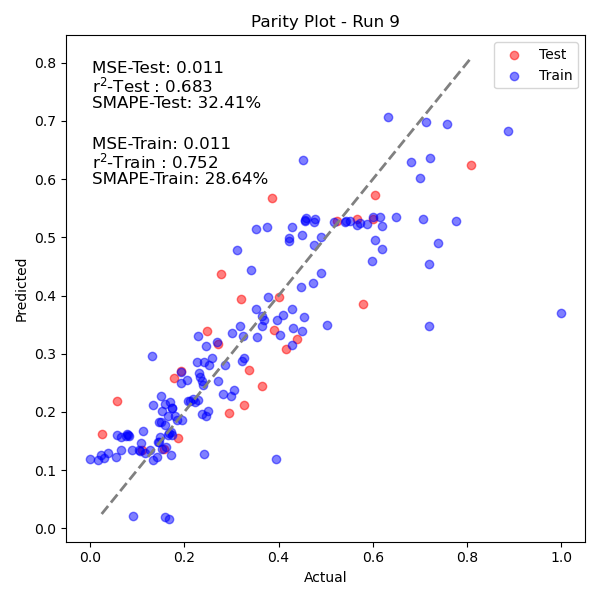 Parity Plot - Run 9
MSE-Test: 0.011
r²-Test : 0.683
SMAPE-Test: 32.41%
MSE-Train: 0.011
r²-Train : 0.752
SMAPE-Train: 28.64%
Test
Train
Predicted
0.8
0.7
0.6
0.5
0.4
0.3
0.2
0.1
0.0
0.0 0.2 0.4 0.6 0.8 1.0
Actual